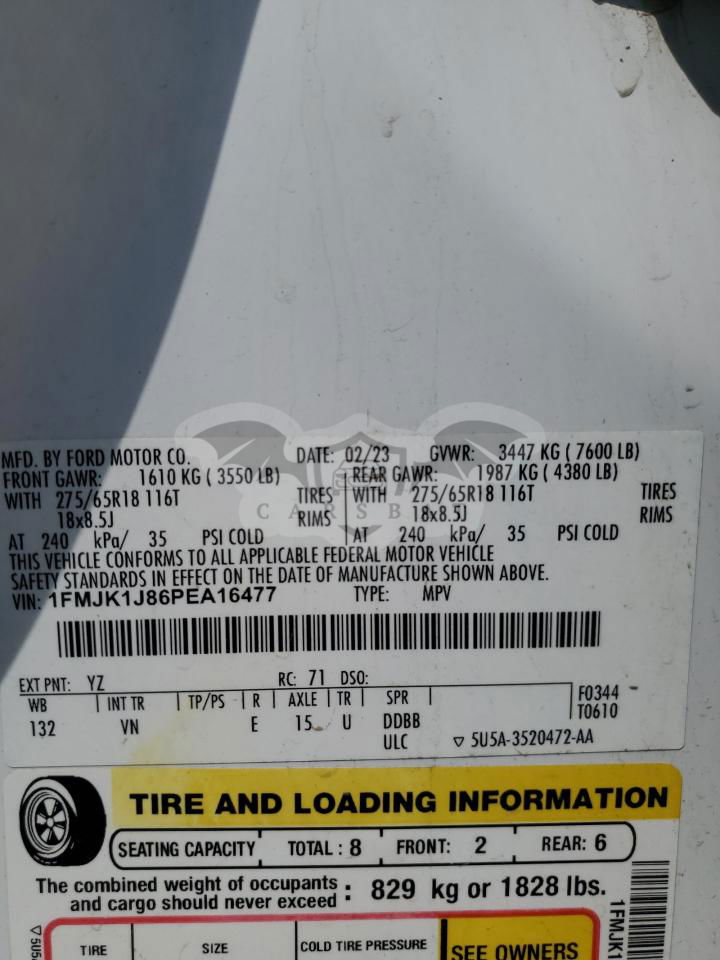 MFD. BY FORD MOTOR CO. DATE: 02/23 GVWR: 3447 KG ( 7600 LB)
FRONT GAWR: 1610 KG ( 3550 LB) REAR GAWR: 1987 KG ( 4380 LB)
WITH 275/65R18 116T TIRES WITH 275/65R18 116T TIRES
18x8.5J RIMS 18x8.5J RIMS
AT 240 kPa/ 35 PSI COLD AT 240 kPa/ 35 PSI COLD
THIS VEHICLE CONFORMS TO ALL APPLICABLE FEDERAL MOTOR VEHICLE
SAFETY STANDARDS IN EFFECT ON THE DATE OF MANUFACTURE SHOWN ABOVE.
VIN: 1FMJK1J86PEA16477 TYPE: MPV
EXT PNT: YZ RC: 71 DSO:
WB INT TR TP/PS R AXLE TR SPR F0344
132 VN E 15 U DDBB T0610
ULC 5U5A-3520472-AA
TIRE AND LOADING INFORMATION
SEATING CAPACITY TOTAL : 8 FRONT: 2 REAR: 6
The combined weight of occupants
and cargo should never exceed : 829 kg or 1828 lbs.
TIRE SIZE COLD TIRE PRESSURE SEE OWNERS
1FMJK1
5U5